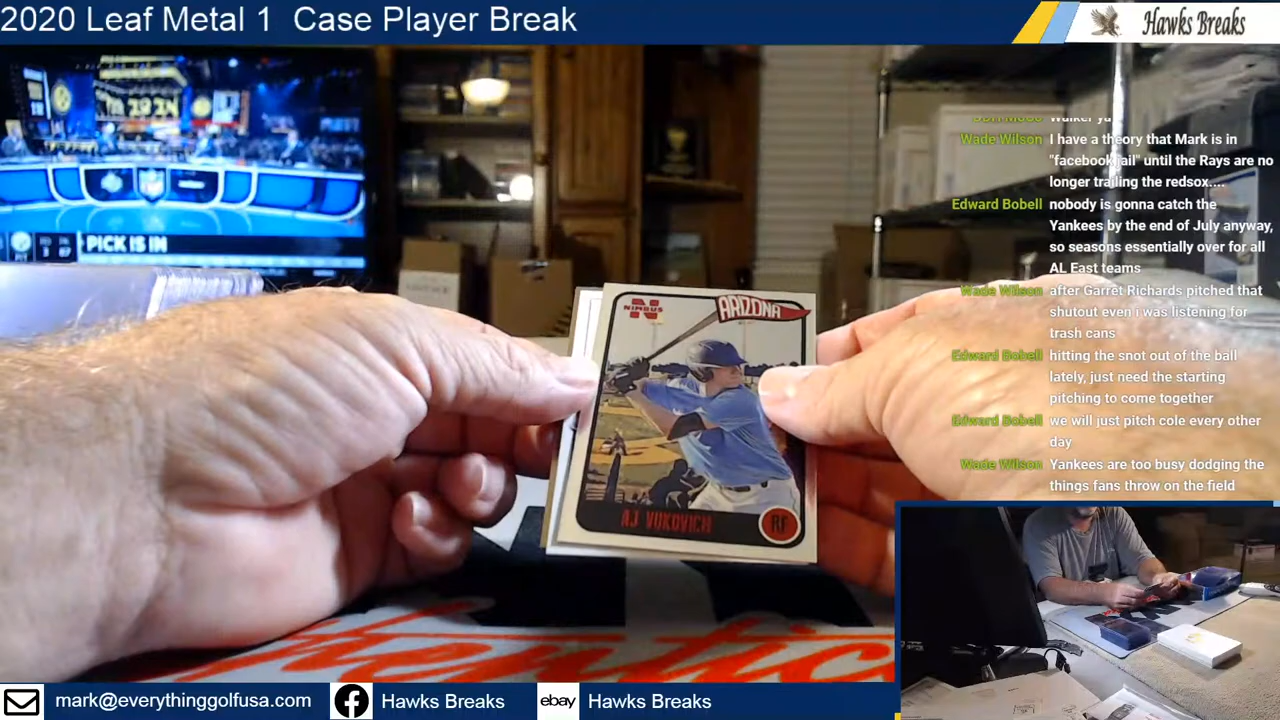 2020 Leaf Metal 1 Case Player Break
Hawks Breaks
PICK IS IN
NIMBUS
ARIZONA
AJ VUKOVICH
RF
Walker ya
Wade Wilson I have a theory that Mark is in
"facebook jail" until the Rays are no
longer trailing the redsox....
Edward Bobell nobody is gonna catch the
Yankees by the end of July anyway,
so seasons essentially over for all
AL East teams
Wade Wilson after Garret Richards pitched that
shutout even i was listening for
trash cans
Edward Bobell hitting the snot out of the ball
lately, just need the starting
pitching to come together
Edward Bobell we will just pitch cole every other
day
Wade Wilson Yankees are too busy dodging the
things fans throw on the field
mark@everythinggolfusa.com
Hawks Breaks
ebay
Hawks Breaks